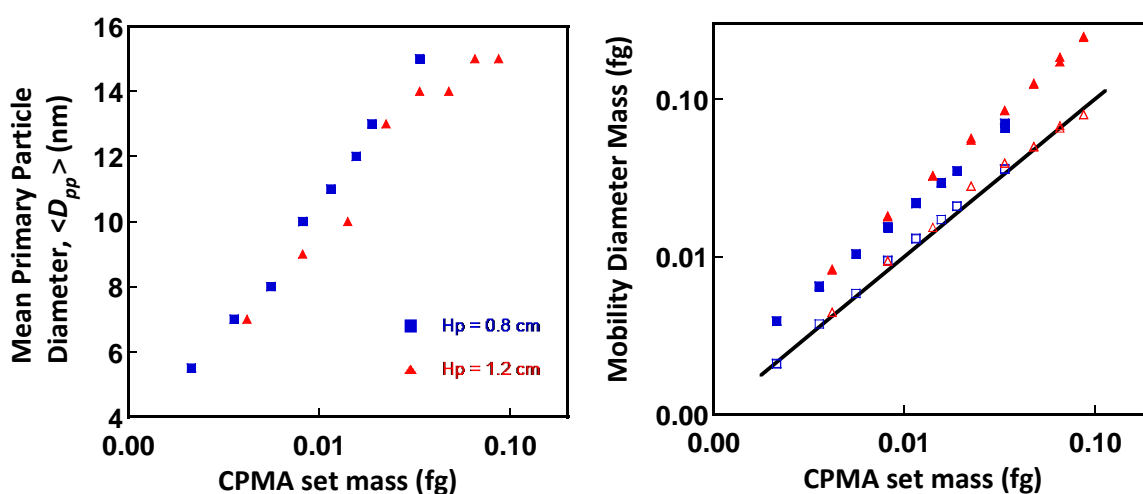 Mean Primary Particle
Diameter, <Dpp> (nm)
16
14
12
10
8
6
4
0.00
0.01
0.10
CPMA set mass (fg)
Hp = 0.8 cm
Hp = 1.2 cm
Mobility Diameter Mass (fg)
0.10
0.01
0.00
0.00
0.01
0.10
CPMA set mass (fg)